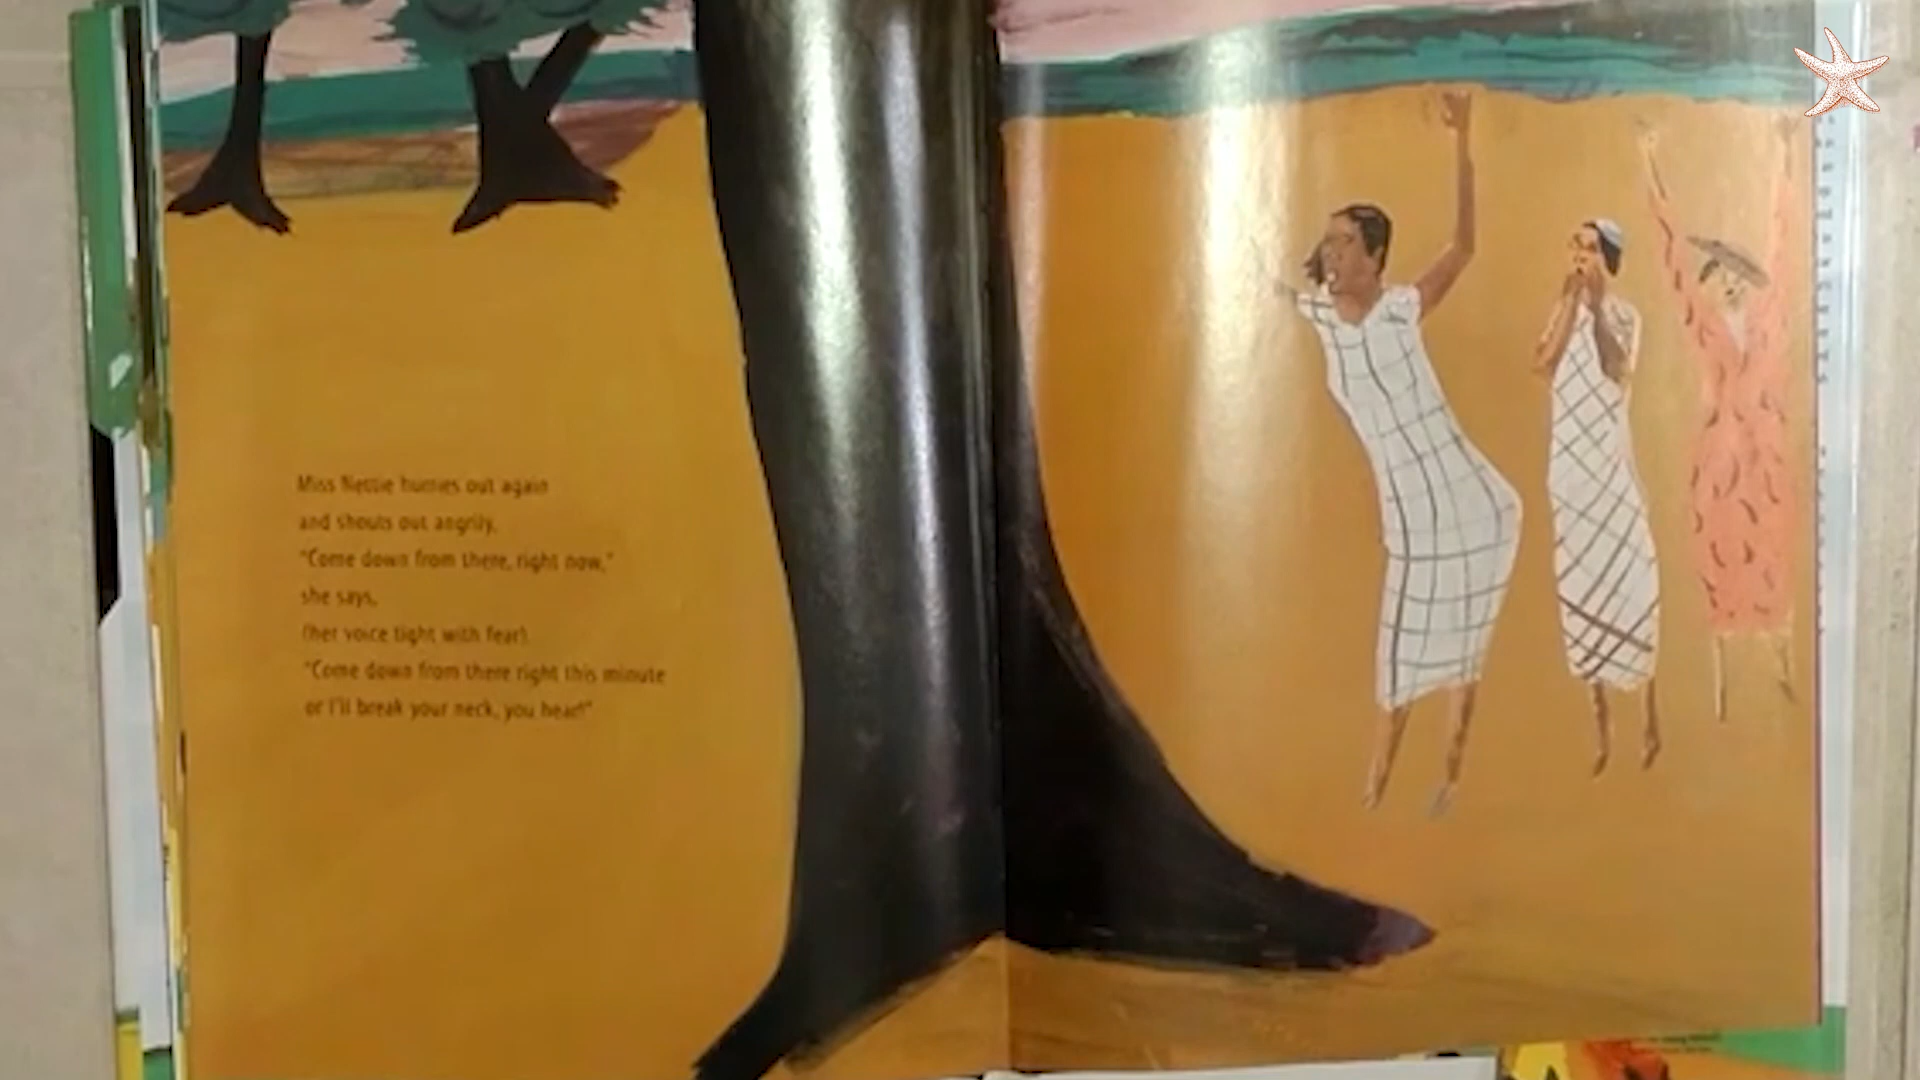 Miss Nettie hurries out again
and shouts out angrily,
"Come down from there, right now,"
she says,
(her voice tight with fear)
"Come down from there right this minute
or I'll break your neck, you hear!"